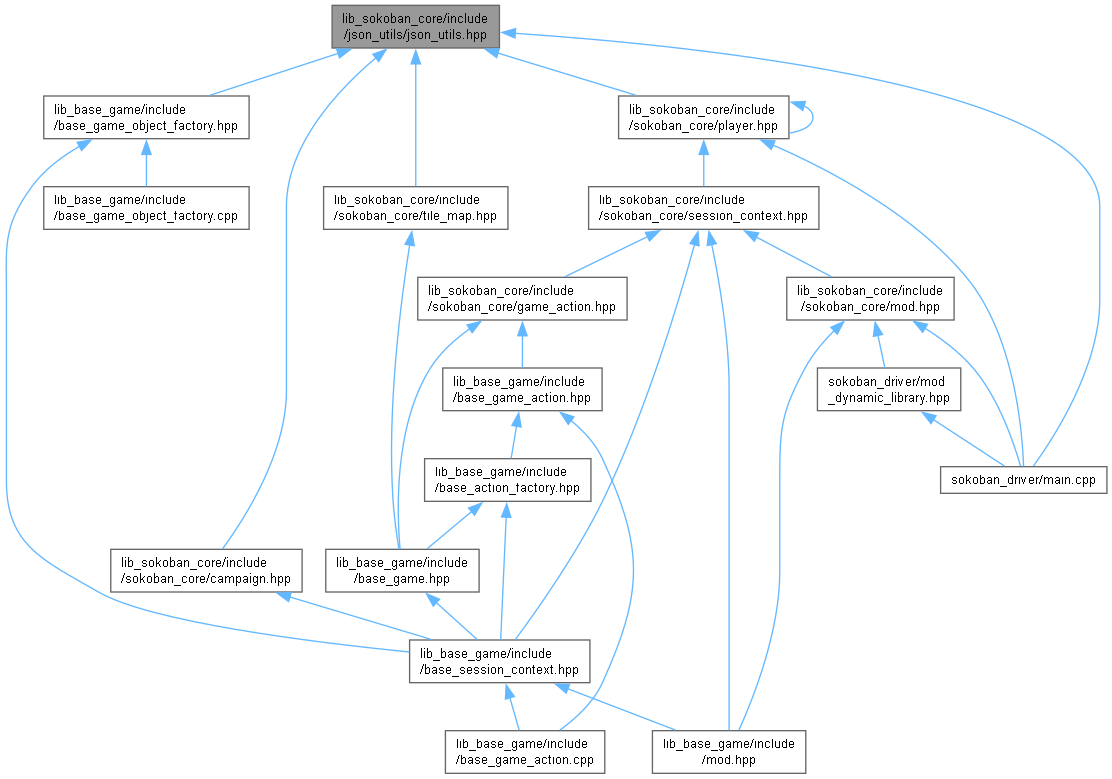 lib_sokoban_core/include
/json_utils/json_utils.hpp
lib_base_game/include
/base_game_object_factory.hpp
lib_sokoban_core/include
/sokoban_core/player.hpp
lib_base_game/include
/base_game_object_factory.cpp
lib_sokoban_core/include
/sokoban_core/tile_map.hpp
lib_sokoban_core/include
/sokoban_core/session_context.hpp
lib_sokoban_core/include
/sokoban_core/game_action.hpp
lib_sokoban_core/include
/sokoban_core/mod.hpp
lib_base_game/include
/base_game_action.hpp
sokoban_driver/mod
_dynamic_library.hpp
lib_base_game/include
/base_action_factory.hpp
sokoban_driver/main.cpp
lib_sokoban_core/include
/sokoban_core/campaign.hpp
lib_base_game/include
/base_game.hpp
lib_base_game/include
/base_session_context.hpp
lib_base_game/include
/base_game_action.cpp
lib_base_game/include
/mod.hpp